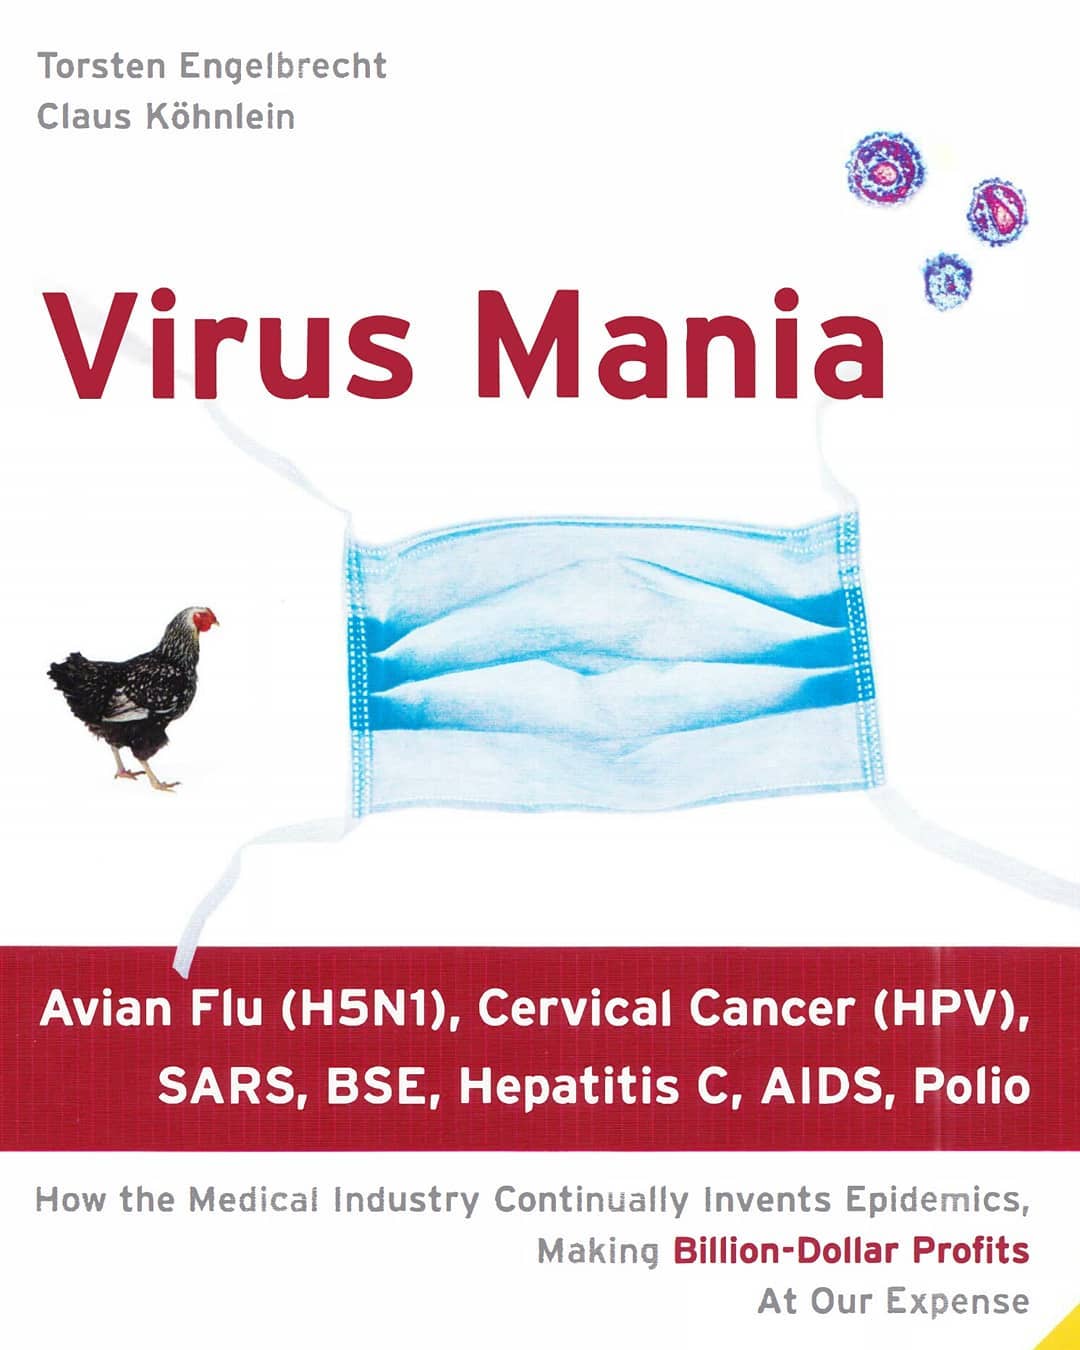 Torsten Engelbrecht
Claus Köhnlein
Virus Mania
Avian Flu (H5N1), Cervical Cancer (HPV),
SARS, BSE, Hepatitis C, AIDS, Polio
How the Medical Industry Continually Invents Epidemics,
Making Billion-Dollar Profits
At Our Expense